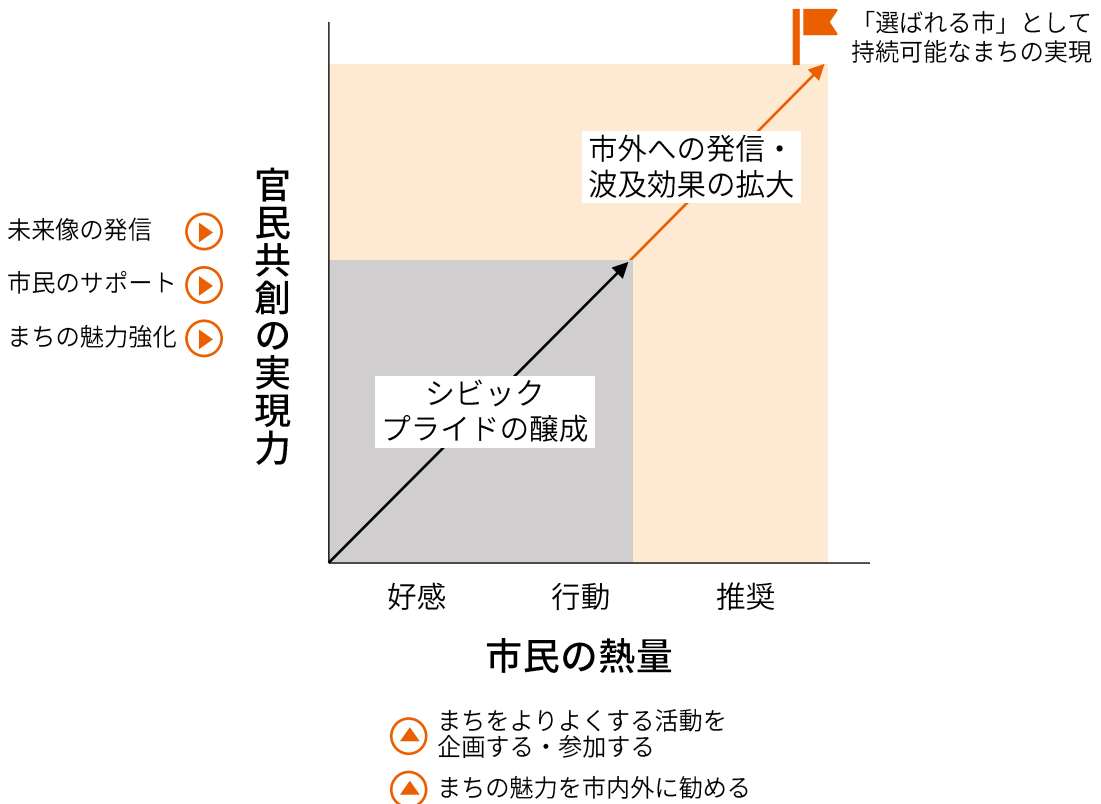 「選ばれる市」として
持続可能なまちの実現
市外への発信・
波及効果の拡大
官民共創の実現力
未来像の発信
市民のサポート
まちの魅力強化
シビック
プライドの醸成
好感
行動
推奨
市民の熱量
まちをよりよくする活動を
企画する・参加する
まちの魅力を市内外に勧める